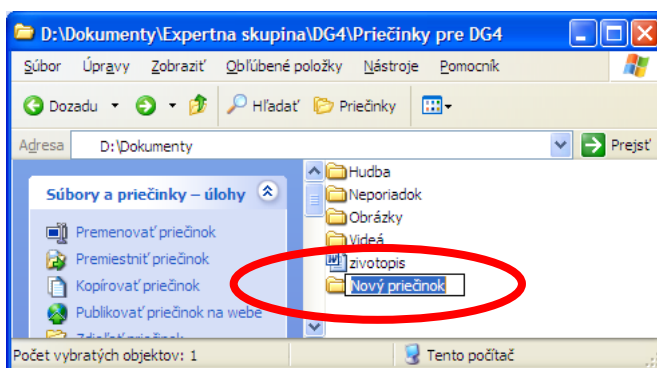 D:\Dokumenty\Expertna skupina\DG4\Priečinky pre DG4
Súbor Úpravy Zobraziť Obľúbené položky Nástroje Pomocník
Dozadu Hľadať Priečinky
Adresa D:\Dokumenty Prejsť
Súbory a priečinky – úlohy
Premenovať priečinok
Premiestniť priečinok
Kopírovať priečinok
Publikovať priečinok na webe
Zdieľať priečinok
Hudba
Neporiadok
Obrázky
Videá
zivotopis
Nový priečinok
Počet vybratých objektov: 1 Tento počítač